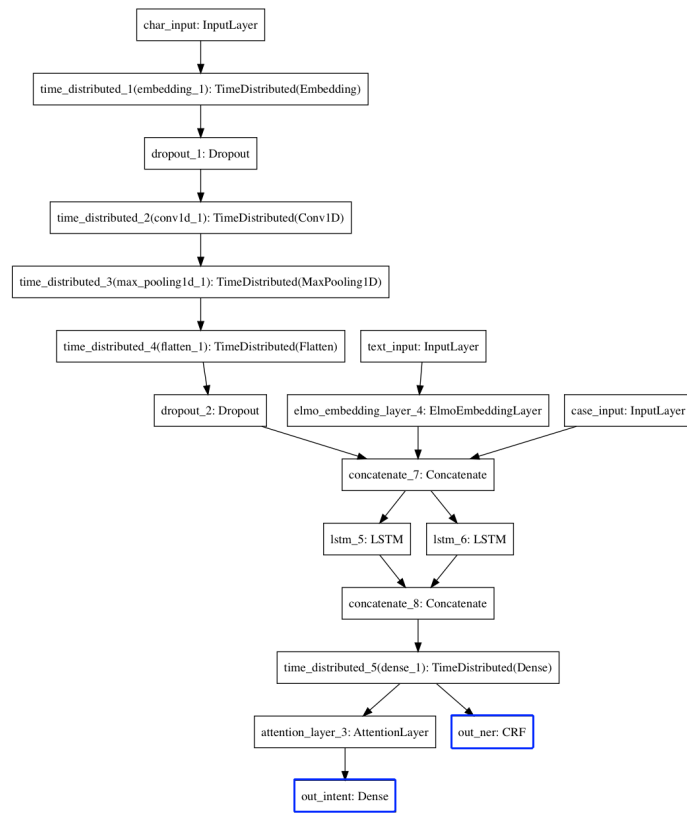 char_input: InputLayer
time_distributed_1(embedding_1): TimeDistributed(Embedding)
dropout_1: Dropout
time_distributed_2(conv1d_1): TimeDistributed(Conv1D)
time_distributed_3(max_pooling1d_1): TimeDistributed(MaxPooling1D)
time_distributed_4(flatten_1): TimeDistributed(Flatten)
text_input: InputLayer
dropout_2: Dropout
elmo_embedding_layer_4: ElmoEmbeddingLayer
case_input: InputLayer
concatenate_7: Concatenate
lstm_5: LSTM
lstm_6: LSTM
concatenate_8: Concatenate
time_distributed_5(dense_1): TimeDistributed(Dense)
attention_layer_3: AttentionLayer
out_ner: CRF
out_intent: Dense